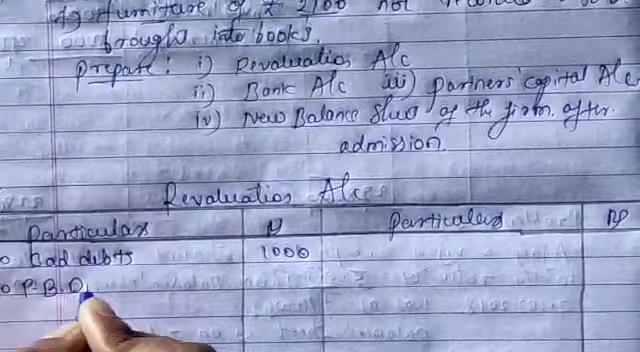 furniture of ₹ 2100 not
brought into books,
Prepare: i) Revaluation A/c
ii) Bank A/c iii) partners' capital A/c
iv) New Balance Sheet of the firm after
admission.
Revaluation A/c
Particulars ₹ Particulars ₹
To bad debts 1000
To P.B.D